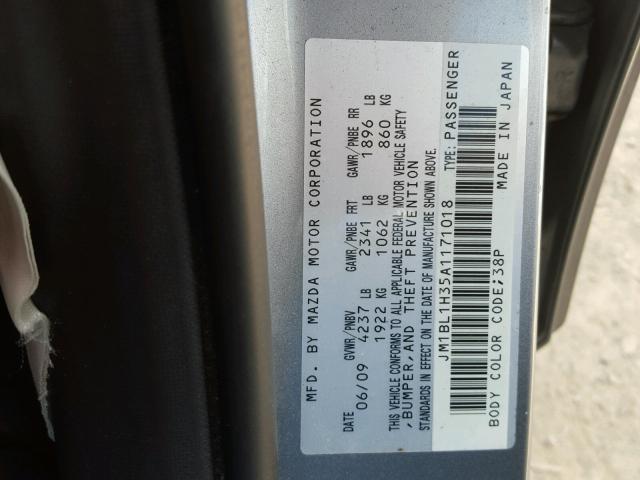 MFD. BY MAZDA MOTOR CORPORATION
DATE GVWR/PNBV GAWR/PNBE FRT GAWR/PNBE RR
06/09 4237 LB 2341 LB 1896 LB
1922 KG 1062 KG 860 KG
THIS VEHICLE CONFORMS TO ALL APPLICABLE FEDERAL MOTOR VEHICLE SAFETY
,BUMPER,AND THEFT PREVENTION
STANDARDS IN EFFECT ON THE DATE OF MANUFACTURE SHOWN ABOVE.
JM1BL1H35A1171018 TYPE: PASSENGER
BODY COLOR CODE;38P MADE IN JAPAN